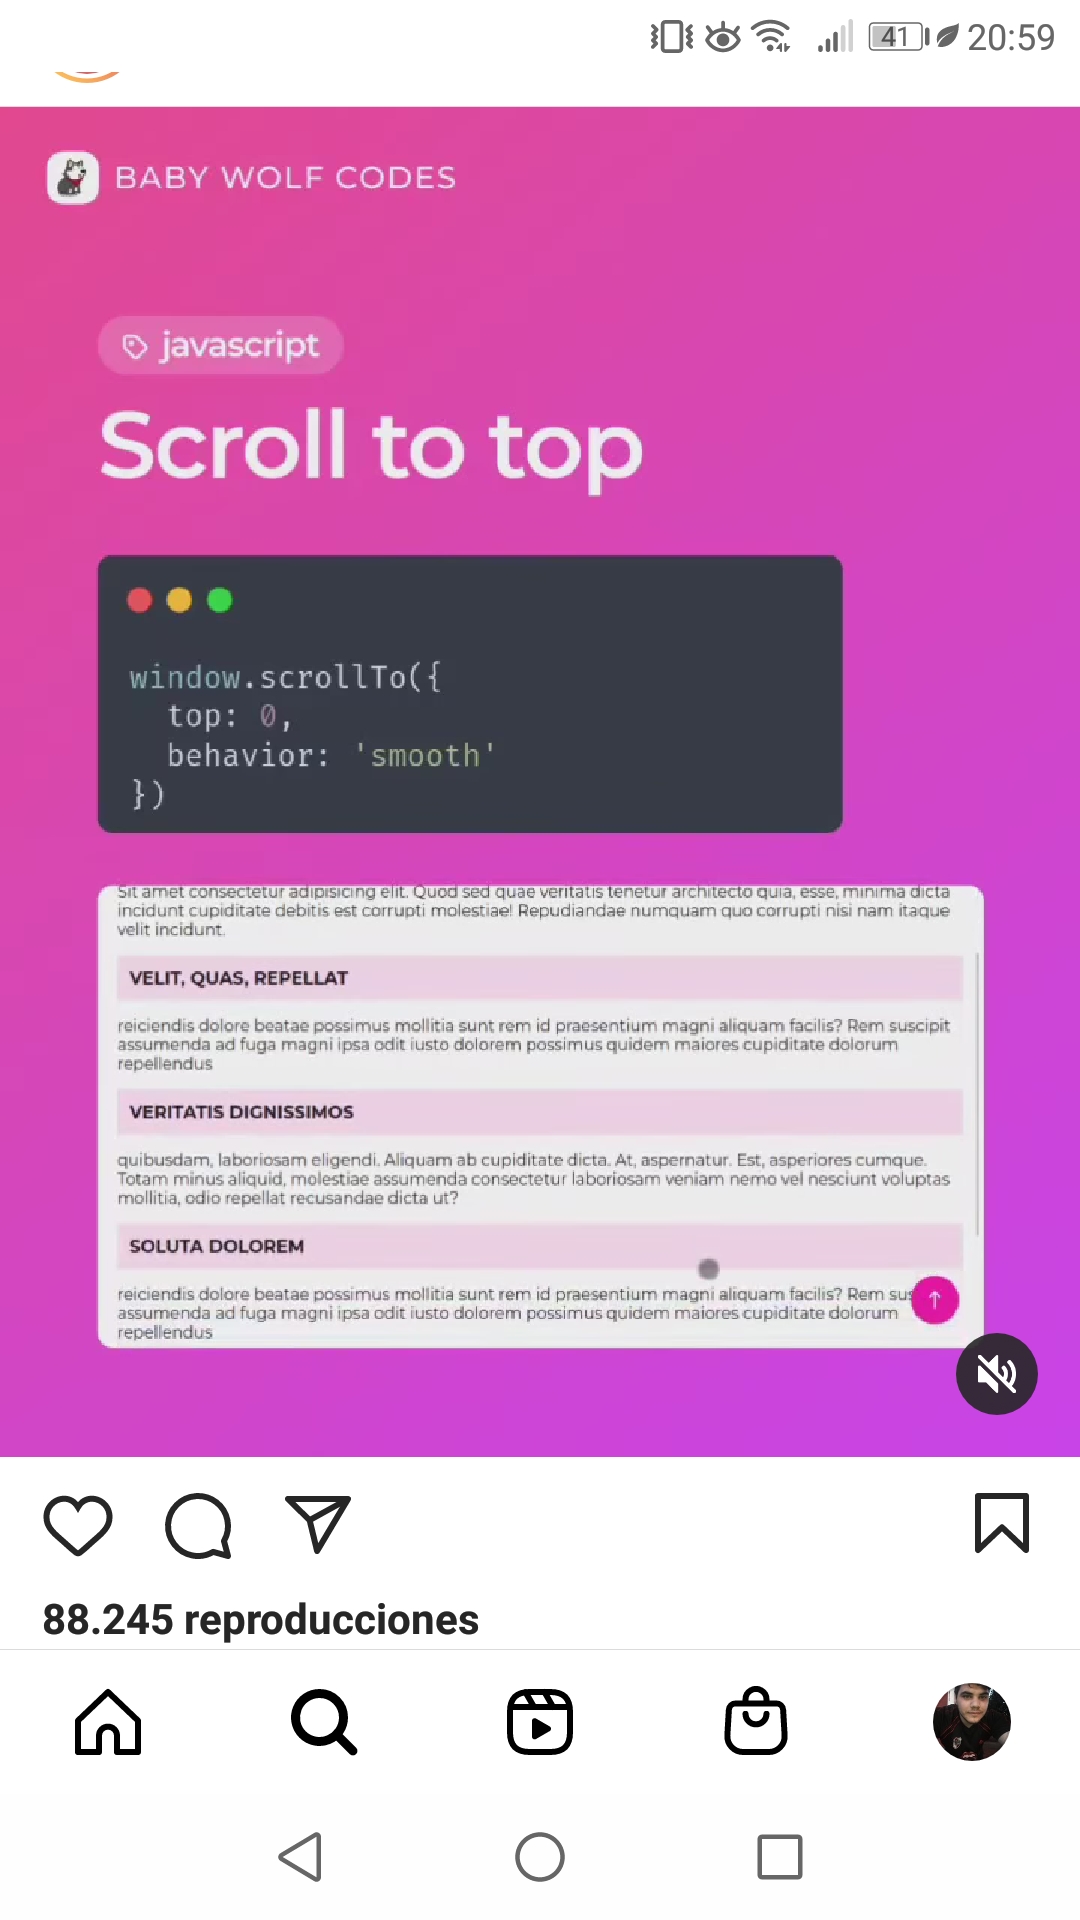 41 20:59
BABY WOLF CODES
javascript
Scroll to top
window.scrollTo({
top: 0,
behavior: 'smooth'
})
Sit amet consectetur adipisicing elit. Quod sed quae veritatis tenetur architecto quia, esse, minima dicta
incidunt cupiditate debitis est corrupti molestiae! Repudiandae numquam quo corrupti nisi nam itaque
velit incidunt.
VELIT, QUAS, REPELLAT
reiciendis dolore beatae possimus mollitia sunt rem id praesentium magni aliquam facilis? Rem suscipit
assumenda ad fuga magni ipsa odit iusto dolorem possimus quidem maiores cupiditate dolorum
repellendus
VERITATIS DIGNISSIMOS
quibusdam, laboriosam eligendi. Aliquam ab cupiditate dicta. At, aspernatur. Est, asperiores cumque.
Totam minus aliquid, molestiae assumenda consectetur laboriosam veniam nemo vel nesciunt voluptas
mollitia, odio repellat recusandae dicta ut?
SOLUTA DOLOREM
reiciendis dolore beatae possimus mollitia sunt rem id praesentium magni aliquam facilis? Rem sus
assumenda ad fuga magni ipsa odit iusto dolorem possimus quidem maiores cupiditate dolorum
repellendus
88.245 reproducciones